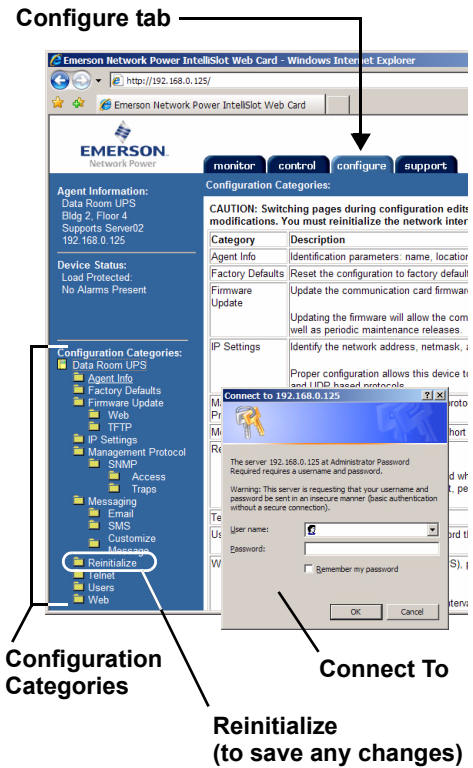 Configure tab
Emerson Network Power IntelliSlot Web Card - Windows Internet Explorer
http://192.168.0.125/
Emerson Network Power IntelliSlot Web Card
EMERSON
Network Power
monitor control configure support
Agent Information:
Data Room UPS
Bldg 2, Floor 4
Supports Server02
192.168.0.125
Device Status:
Load Protected:
No Alarms Present
Configuration Categories:
Data Room UPS
Agent Info
Factory Defaults
Firmware Update
Web
TFTP
IP Settings
Management Protocol
SNMP
Access
Traps
Messaging
Email
SMS
Customize
Message
Reinitialize
Telnet
Users
Web
Configuration Categories:
CAUTION: Switching pages during configuration edits
modifications. You must reinitialize the network
Category Description
Agent Info Identification parameters: name,
Factory Defaults Reset the configuration to factory
Firmware Update the communication card
Update
Updating the firmware will allow the
well as periodic maintenance releases.
IP Settings Identify the network address, netmask,
Proper configuration allows this device to
and UDP based protocols
Connect to 192.168.0.125
The server 192.168.0.125 at Administrator Password
Required requires a username and password.
Warning: This server is requesting that your username and
password be sent in an insecure manner (basic authentication
without a secure connection).
User name:
Password:
Remember my password
OK Cancel
Configuration
Categories
Connect To
Reinitialize
(to save any changes)